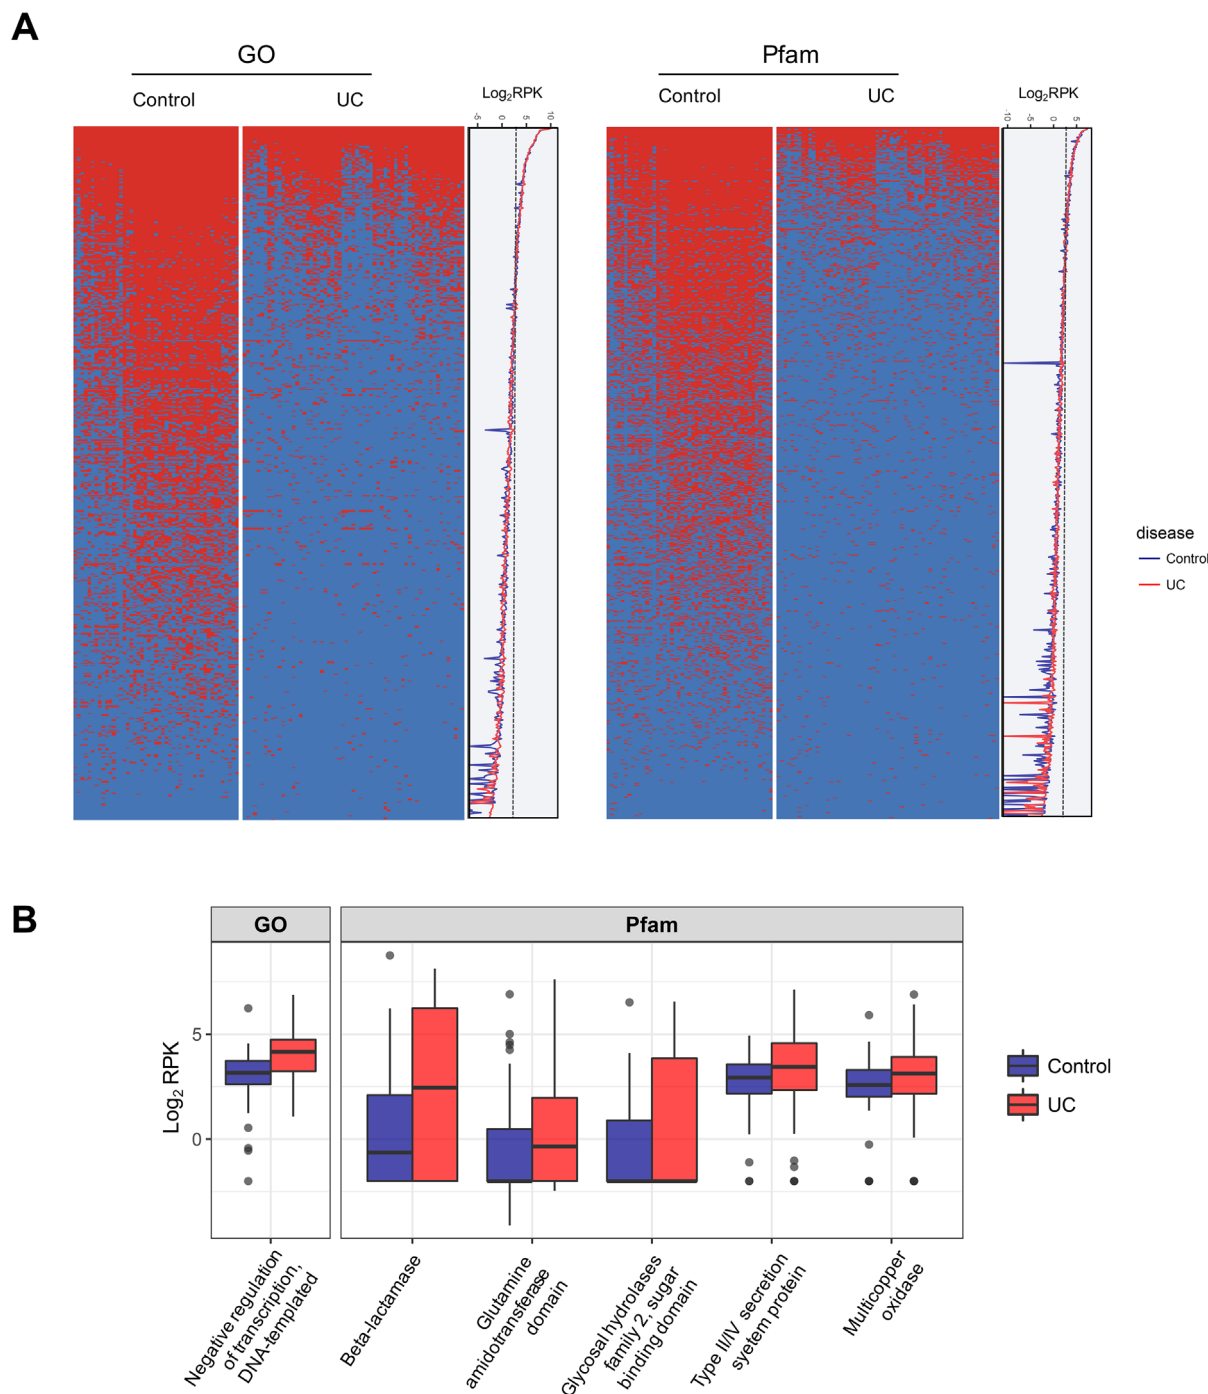 A
GO
Pfam
Control
UC
Log2RPK
Control
UC
Log2RPK
-5
0
5
10
-10
-5
0
5
disease
Control
UC
B
GO
Pfam
Log2 RPK
5
0
Control
UC
Negative regulation
of transcription,
DNA-templated
Beta-lactamase
Glutamine
amidotransferase
domain
Glycosal hydrolases
family 2, sugar
binding domain
Type II/IV secretion
syetem protein
Multicopper
oxidase